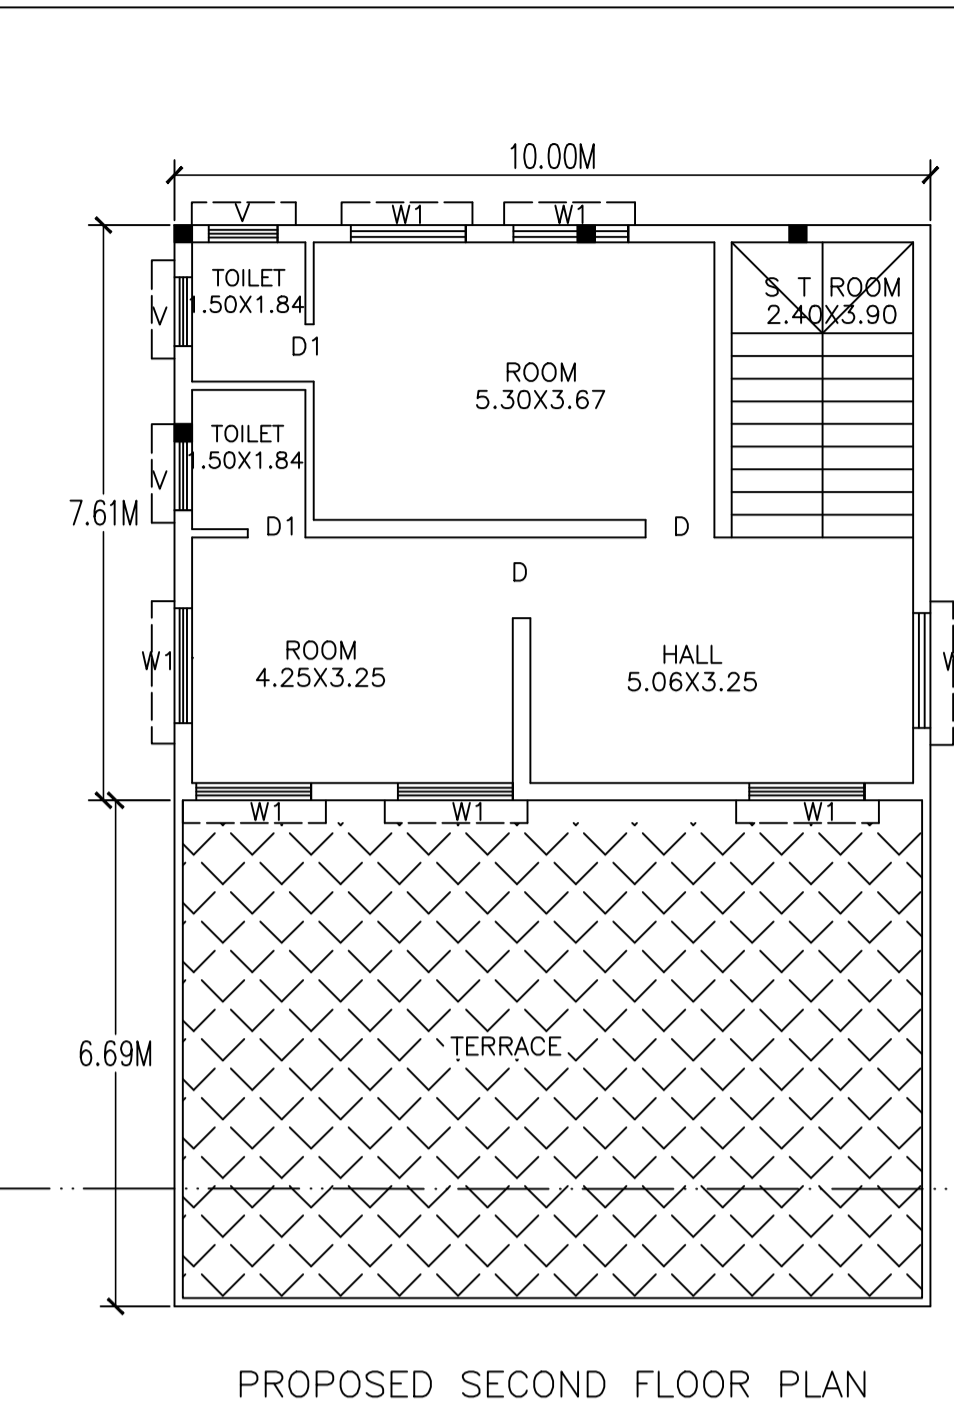 10.00M
V
W1
W1
TOILET
1.50X1.84
S T ROOM
2.40X3.90
V
D1
ROOM
5.30X3.67
TOILET
1.50X1.84
V
7.61M
D1
D
D
ROOM
4.25X3.25
HALL
5.06X3.25
W1
W1
W1
W1
TERRACE
6.69M
PROPOSED SECOND FLOOR PLAN